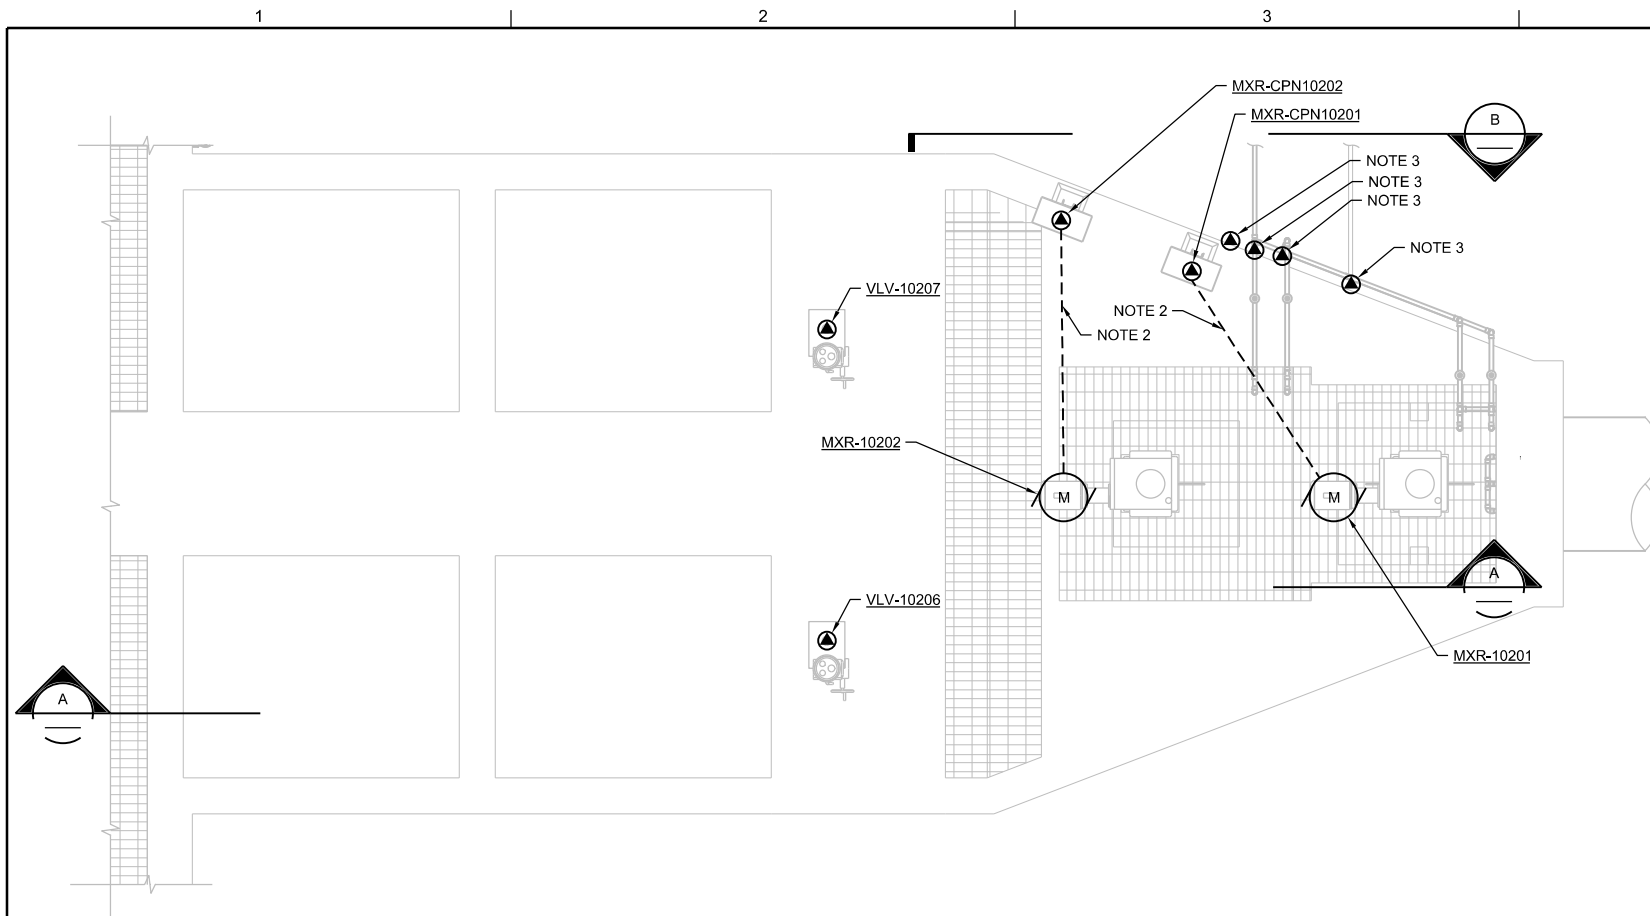 1
2
3
MXR-CPN10202
MXR-CPN10201
B
NOTE 3
NOTE 3
NOTE 3
NOTE 3
VLV-10207
NOTE 2
NOTE 2
MXR-10202
M
M
A
VLV-10206
MXR-10201
A